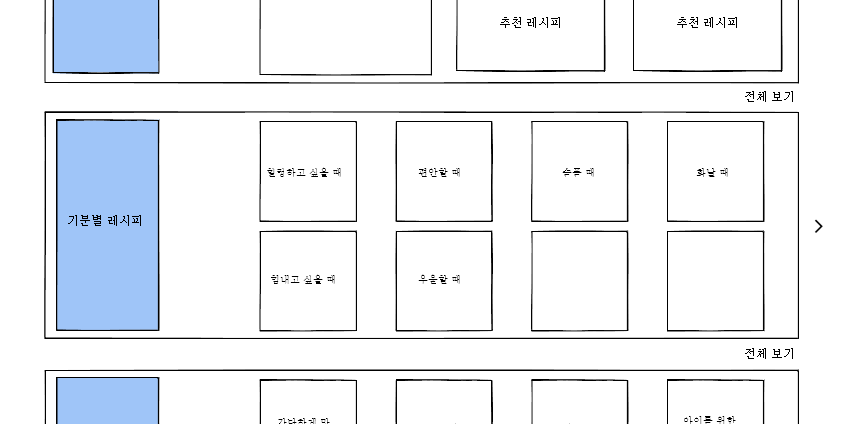 추천 레시피
추천 레시피
전체 보기
기분별 레시피
힐링하고 싶을 때
편안할 때
슬플 때
화날 때
힘내고 싶을 때
우울할 때
전체 보기
아이를 위한